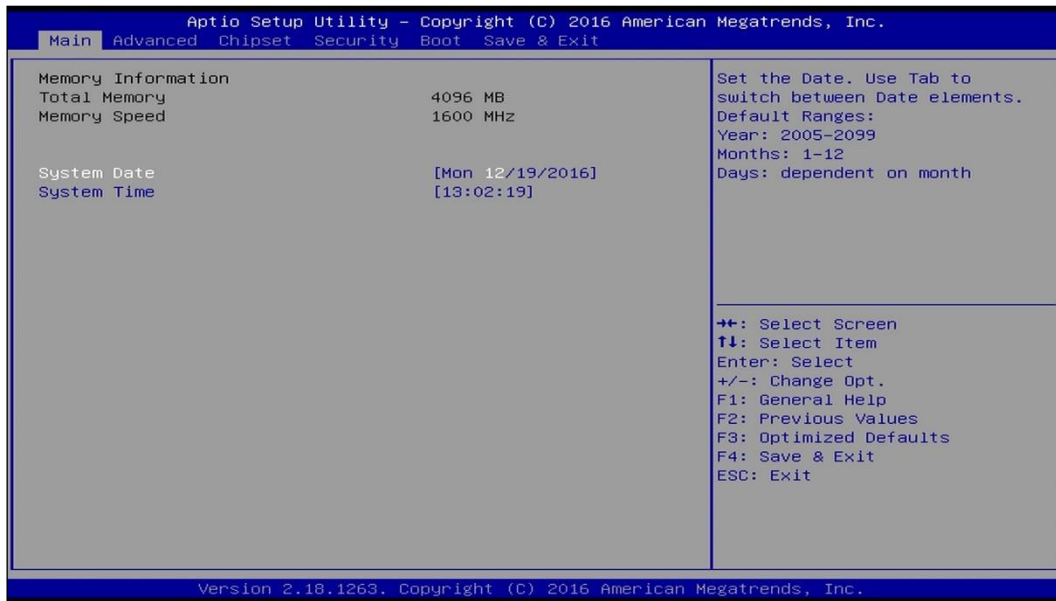 Aptio Setup Utility – Copyright (C) 2016 American Megatrends, Inc.
Main Advanced Chipset Security Boot Save & Exit
Memory Information
Total Memory 4096 MB
Memory Speed 1600 MHz
System Date [Mon 12/19/2016]
System Time [13:02:19]
Set the Date. Use Tab to
switch between Date elements.
Default Ranges:
Year: 2005-2099
Months: 1-12
Days: dependent on month
→←: Select Screen
↑↓: Select Item
Enter: Select
+/-: Change Opt.
F1: General Help
F2: Previous Values
F3: Optimized Defaults
F4: Save & Exit
ESC: Exit
Version 2.18.1263. Copyright (C) 2016 American Megatrends, Inc.